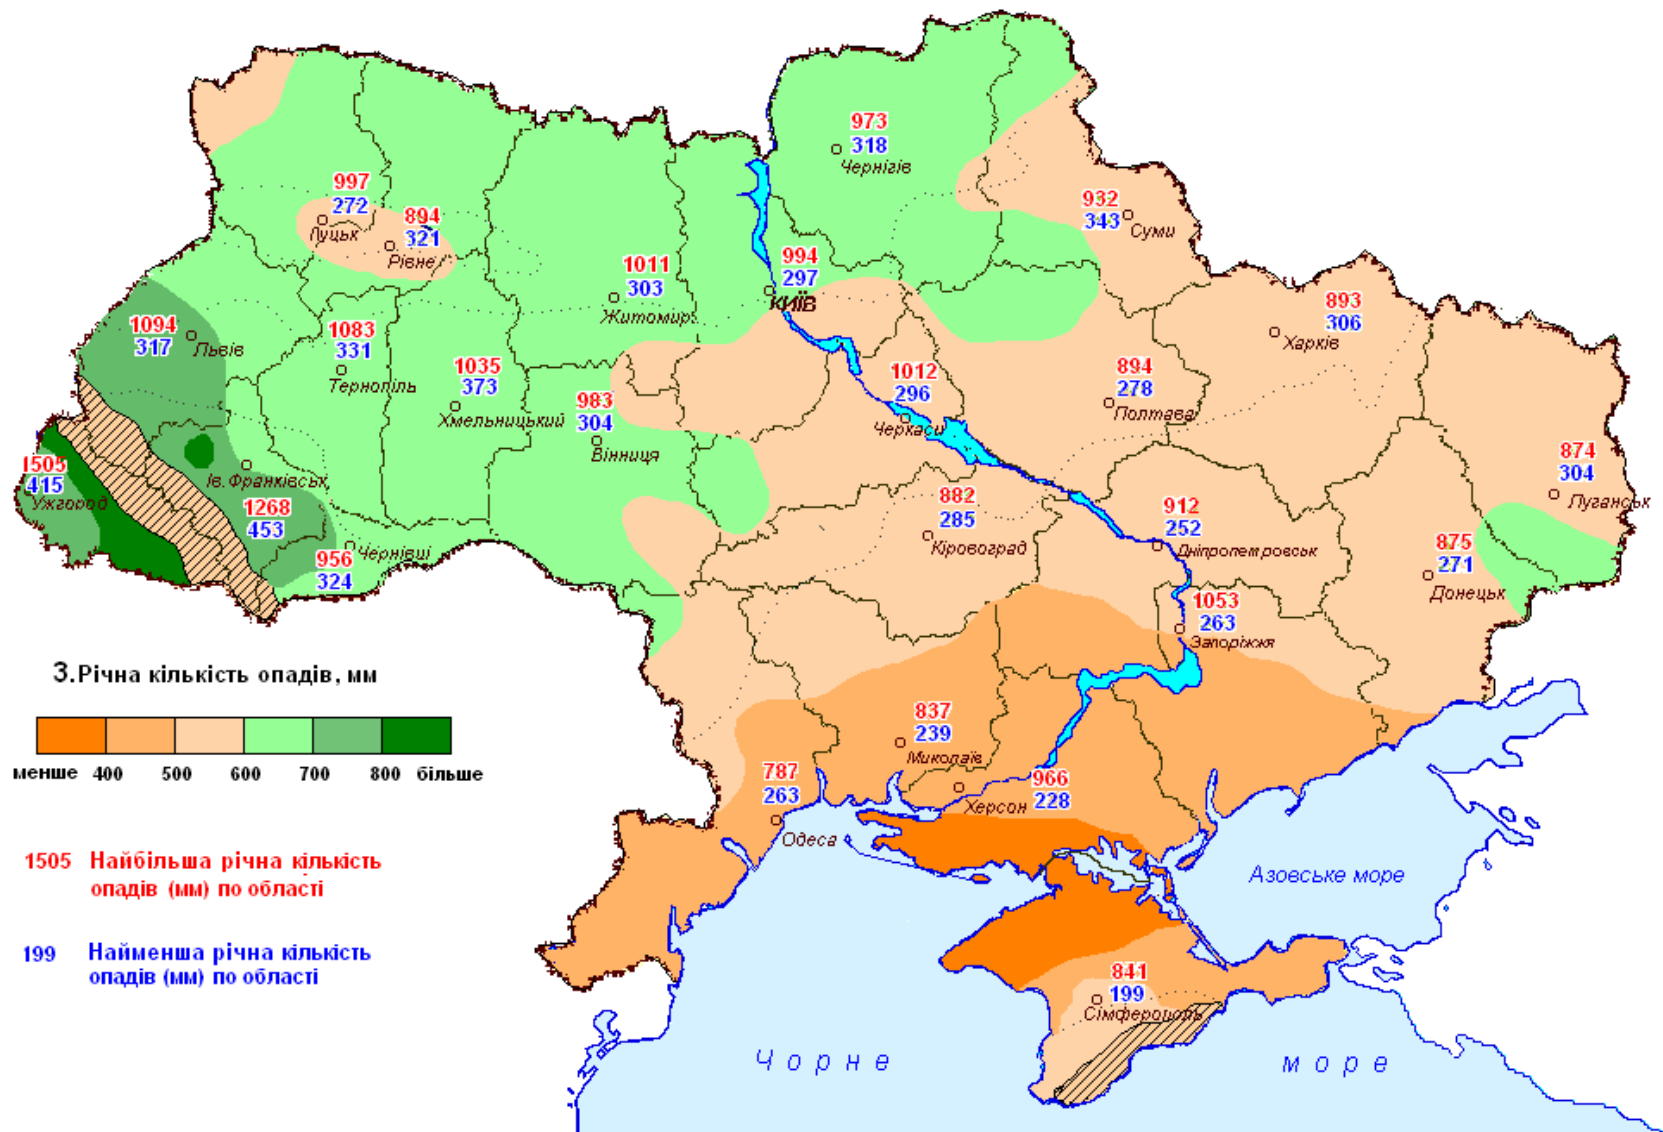 973
318
Чернігів
997
272
Луцьк
894
321
Рівне
932
343
Суми
1011
303
Житомир
994
297
КИЇВ
893
306
Харків
1094
317
Львів
1083
331
Тернопіль
1035
373
Хмельницький
983
304
Вінниця
1012
296
Черкаси
894
278
Полтава
874
304
Луганськ
1505
415
Ужгород
Ів. Франківськ
1268
453
956
324
Чернівці
882
285
Кіровоград
912
252
Дніпропетровськ
875
271
Донецьк
1053
263
Запоріжжя
3.Річна кількість опадів, мм
менше 400 500 600 700 800 більше
837
239
Миколаїв
966
228
Херсон
787
263
Одеса
1505 Найбільша річна кількість
опадів (мм) по області
199 Найменша річна кількість
опадів (мм) по області
Азовське море
841
199
Сімферополь
Чорне море